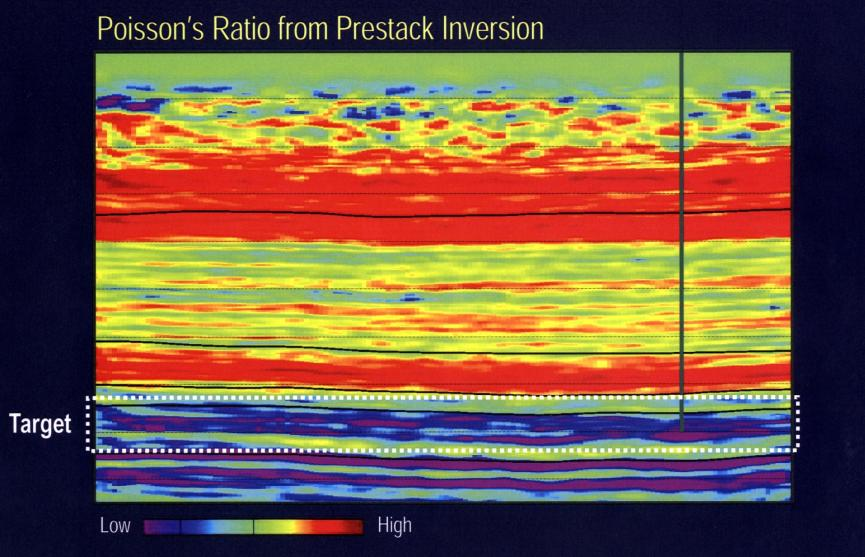 Poisson's Ratio from Prestack Inversion
Target
Low High